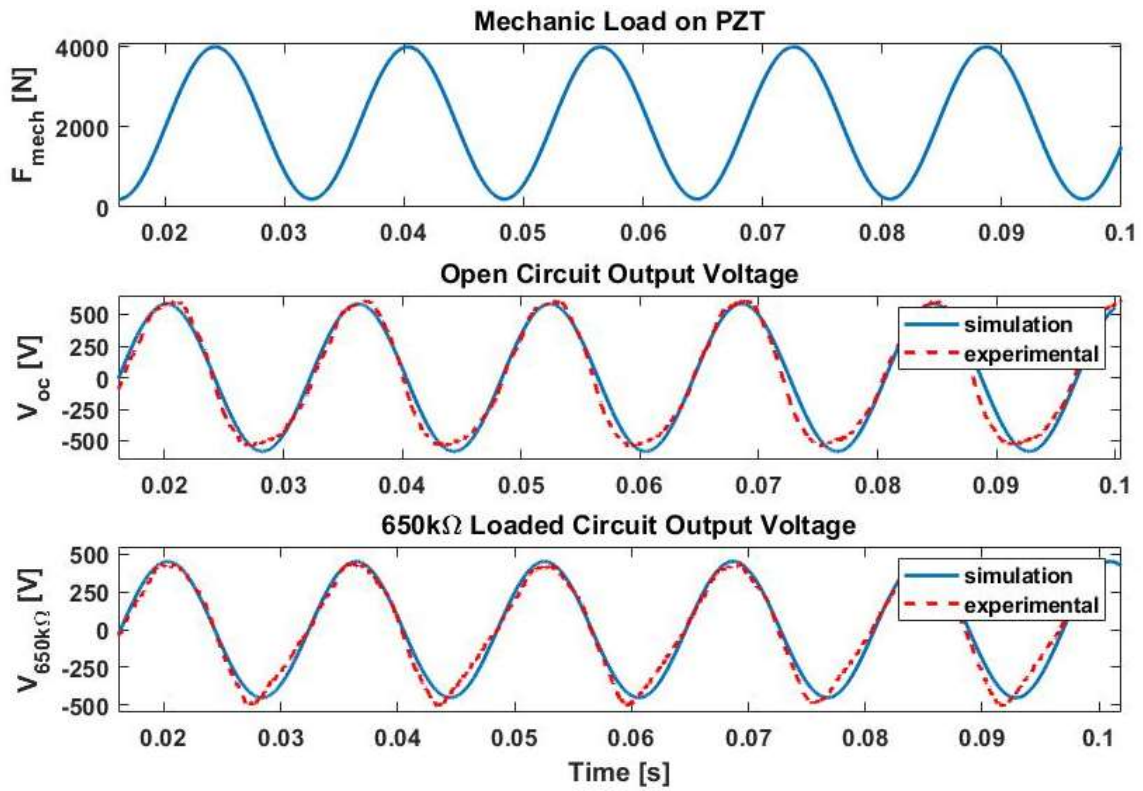 Mechanic Load on PZT
F_mech [N]
4000
2000
0
0.02 0.03 0.04 0.05 0.06 0.07 0.08 0.09 0.1
Open Circuit Output Voltage
V_oc [V]
500
250
0
-250
-500
simulation
experimental
0.02 0.03 0.04 0.05 0.06 0.07 0.08 0.09 0.1
650kΩ Loaded Circuit Output Voltage
V_650kΩ [V]
500
250
0
-250
-500
simulation
experimental
0.02 0.03 0.04 0.05 0.06 0.07 0.08 0.09 0.1
Time [s]